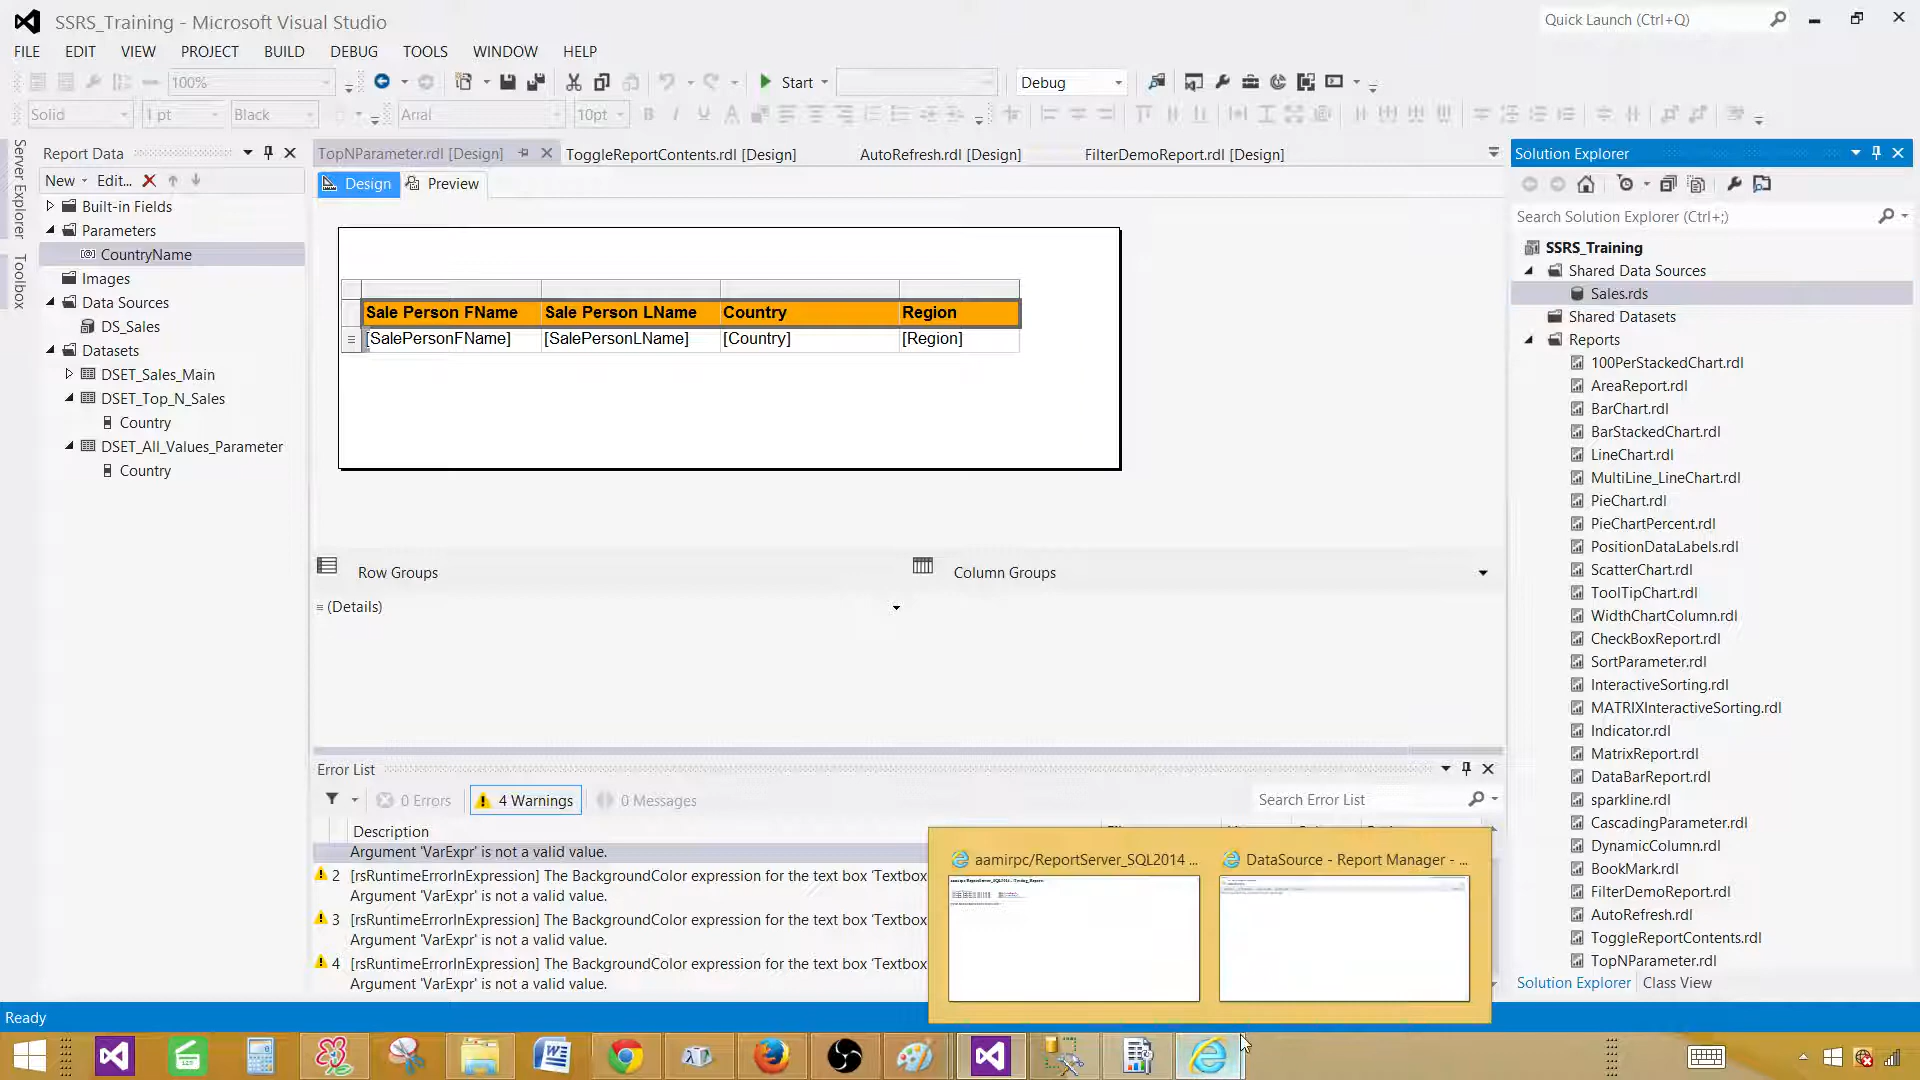 SSRS_Training - Microsoft Visual Studio
Quick Launch (Ctrl+Q)
FILE EDIT VIEW PROJECT BUILD DEBUG TOOLS WINDOW HELP
100% Start Debug
Solid 1 pt Black Arial 10pt
Server Explorer
Toolbox
Report Data
New Edit...
Built-in Fields
Parameters
CountryName
Images
Data Sources
DS_Sales
Datasets
DSET_Sales_Main
DSET_Top_N_Sales
Country
DSET_All_Values_Parameter
Country
TopNParameter.rdl [Design] ToggleReportContents.rdl [Design] AutoRefresh.rdl [Design] FilterDemoReport.rdl [Design]
Design Preview
Sale Person FName Sale Person LName Country Region
[SalePersonFName] [SalePersonLName] [Country] [Region]
Row Groups Column Groups
(Details)
Error List
0 Errors 4 Warnings 0 Messages
Search Error List
Description
Argument 'VarExpr' is not a valid value.
2 [rsRuntimeErrorInExpression] The BackgroundColor expression for the text box 'Textbox
Argument 'VarExpr' is not a valid value.
3 [rsRuntimeErrorInExpression] The BackgroundColor expression for the text box 'Textbox
Argument 'VarExpr' is not a valid value.
4 [rsRuntimeErrorInExpression] The BackgroundColor expression for the text box 'Textbox
Argument 'VarExpr' is not a valid value.
aamirpc/ReportServer_SQL2014 ...
DataSource - Report Manager - ...
Solution Explorer
Search Solution Explorer (Ctrl+;)
SSRS_Training
Shared Data Sources
Sales.rds
Shared Datasets
Reports
100PerStackedChart.rdl
AreaReport.rdl
BarChart.rdl
BarStackedChart.rdl
LineChart.rdl
MultiLine_LineChart.rdl
PieChart.rdl
PieChartPercent.rdl
PositionDataLabels.rdl
ScatterChart.rdl
ToolTipChart.rdl
WidthChartColumn.rdl
CheckBoxReport.rdl
SortParameter.rdl
InteractiveSorting.rdl
MATRIXInteractiveSorting.rdl
Indicator.rdl
MatrixReport.rdl
DataBarReport.rdl
sparkline.rdl
CascadingParameter.rdl
DynamicColumn.rdl
BookMark.rdl
FilterDemoReport.rdl
AutoRefresh.rdl
ToggleReportContents.rdl
TopNParameter.rdl
Solution Explorer Class View
Ready